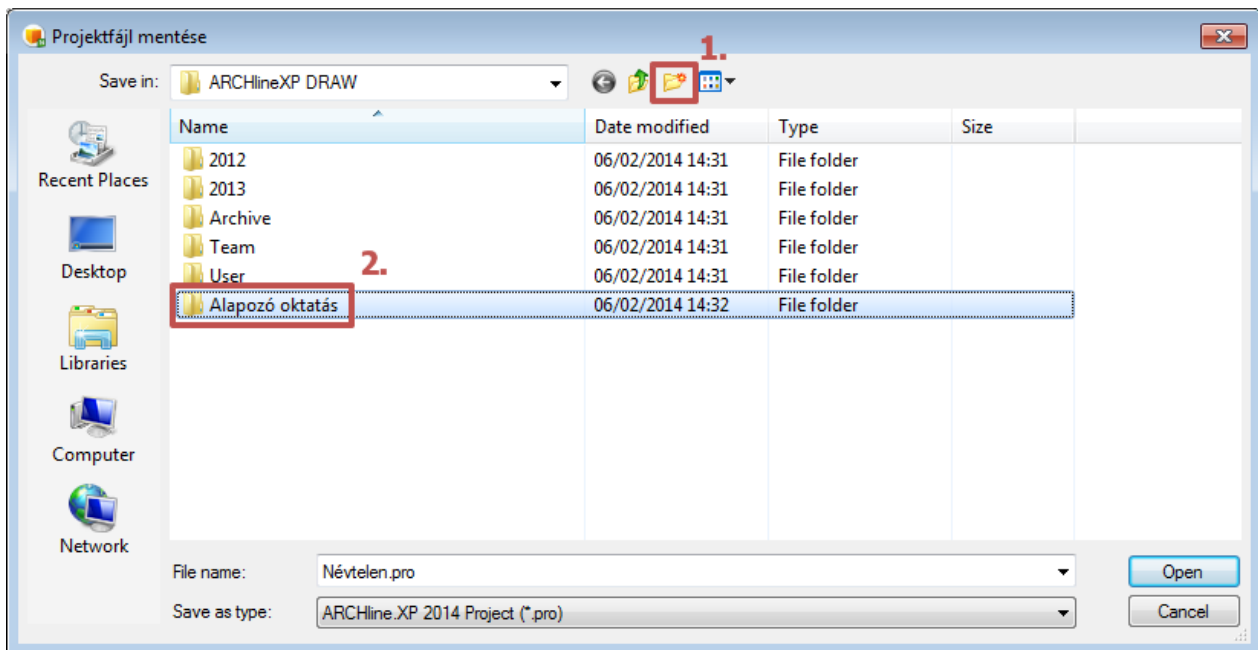 Projektfájl mentése
1.
Save in: ARCHlineXP DRAW
Name Date modified Type Size
2012 06/02/2014 14:31 File folder
2013 06/02/2014 14:31 File folder
Archive 06/02/2014 14:31 File folder
Team 06/02/2014 14:31 File folder
User 06/02/2014 14:31 File folder
2.
Alapozó oktatás 06/02/2014 14:32 File folder
Recent Places
Desktop
Libraries
Computer
Network
File name: Névtelen.pro Open
Save as type: ARCHline.XP 2014 Project (*.pro) Cancel